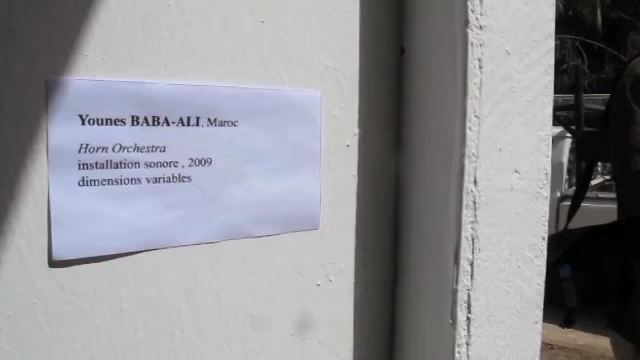 Younes BABA-ALI, Maroc
Horn Orchestra
installation sonore , 2009
dimensions variables